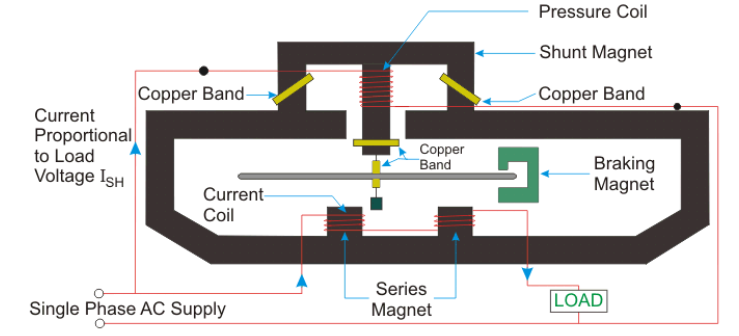 Pressure Coil
Shunt Magnet
Copper Band
Copper Band
Current
Proportional
to Load
Voltage ISH
Copper
Band
Braking
Magnet
Current
Coil
Series
Magnet
Single Phase AC Supply
LOAD